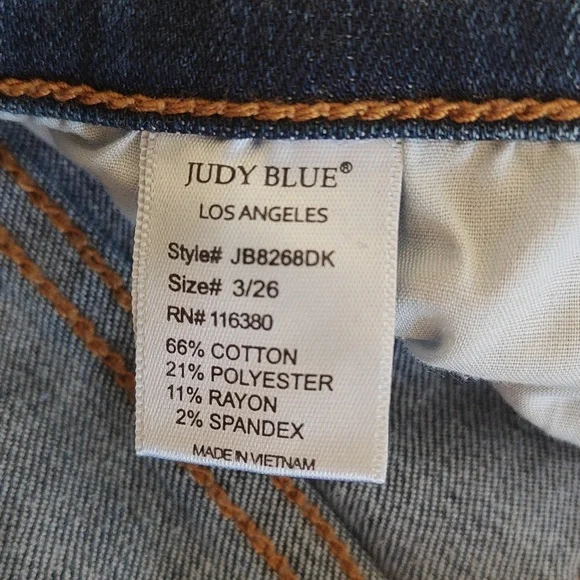 JUDY BLUE®
LOS ANGELES
Style# JB8268DK
Size# 3/26
RN# 116380
66% COTTON
21% POLYESTER
11% RAYON
2% SPANDEX
MADE IN VIETNAM